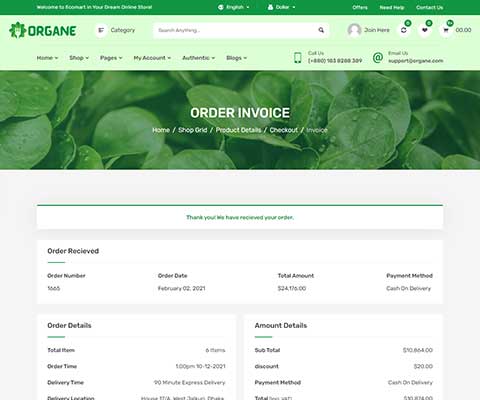 Welcome to Ecomart in Your Dream Online Store!
English
Dollar
Offers
Need Help
Contact Us
ORGANE
Category
Search Anything...
Join Here
0
0
9+
00.00
Home
Shop
Pages
My Account
Authentic
Blogs
Call Us
(+880) 183 8288 389
Email Us
support@organe.com
ORDER INVOICE
Home / Shop Grid / Product Details / Checkout / Invoice
Thank you! We have recieved your order.
Order Recieved
Order Number
Order Date
Total Amount
Payment Method
1665
February 02, 2021
$24,176.00
Cash On Delivery
Order Details
Total Item
6 Items
Order Time
1.00pm 10-12-2021
Delivery Time
90 Minute Express Delivery
Delivery Location
House 17/A, West Jalkuri, Dhaka.
Amount Details
Sub Total
$10,864.00
discount
$20.00
Payment Method
Cash On Delivery
Total (Incl. VAT)
$10,874.00